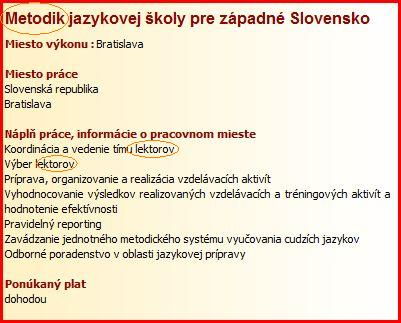 Metodik jazykovej školy pre západné Slovensko
Miesto výkonu : Bratislava
Miesto práce
Slovenská republika
Bratislava
Náplň práce, informácie o pracovnom mieste
Koordinácia a vedenie tímu lektorov
Výber lektorov
Príprava, organizovanie a realizácia vzdelávacích aktivít
Vyhodnocovanie výsledkov realizovaných vzdelávacích a tréningových aktivít a
hodnotenie efektívnosti
Pravidelný reporting
Zavádzanie jednotného metodického systému vyučovania cudzích jazykov
Odborné poradenstvo v oblasti jazykovej prípravy
Ponúkaný plat
dohodou